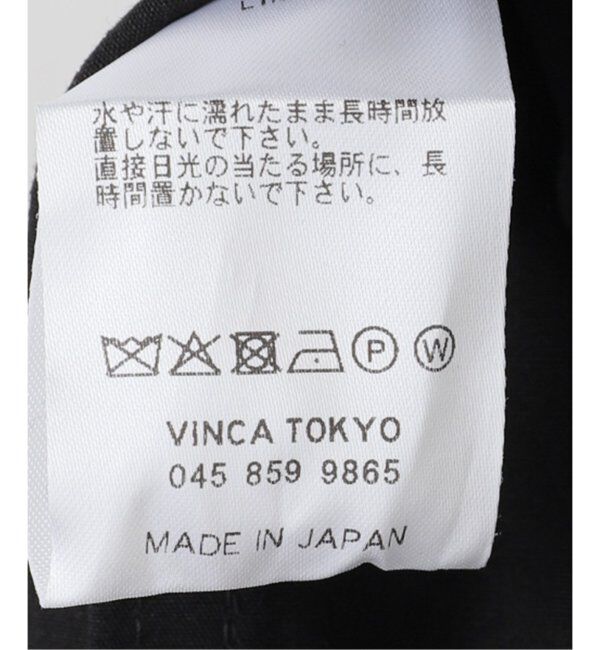 水や汗に濡れたまま長時間放
置しないで下さい。
直接日光の当たる場所に、長
時間置かないで下さい。
P W
VINCA TOKYO
045 859 9865
MADE IN JAPAN